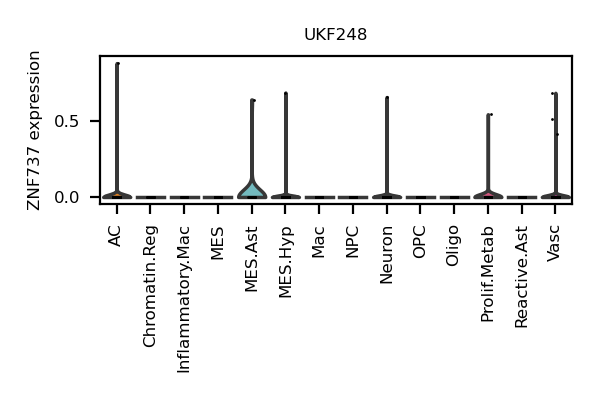 UKF248
ZNF737 expression
0.5
0.0
AC
Chromatin.Reg
Inflammatory.Mac
MES
MES.Ast
MES.Hyp
Mac
NPC
Neuron
OPC
Oligo
Prolif.Metab
Reactive.Ast
Vasc